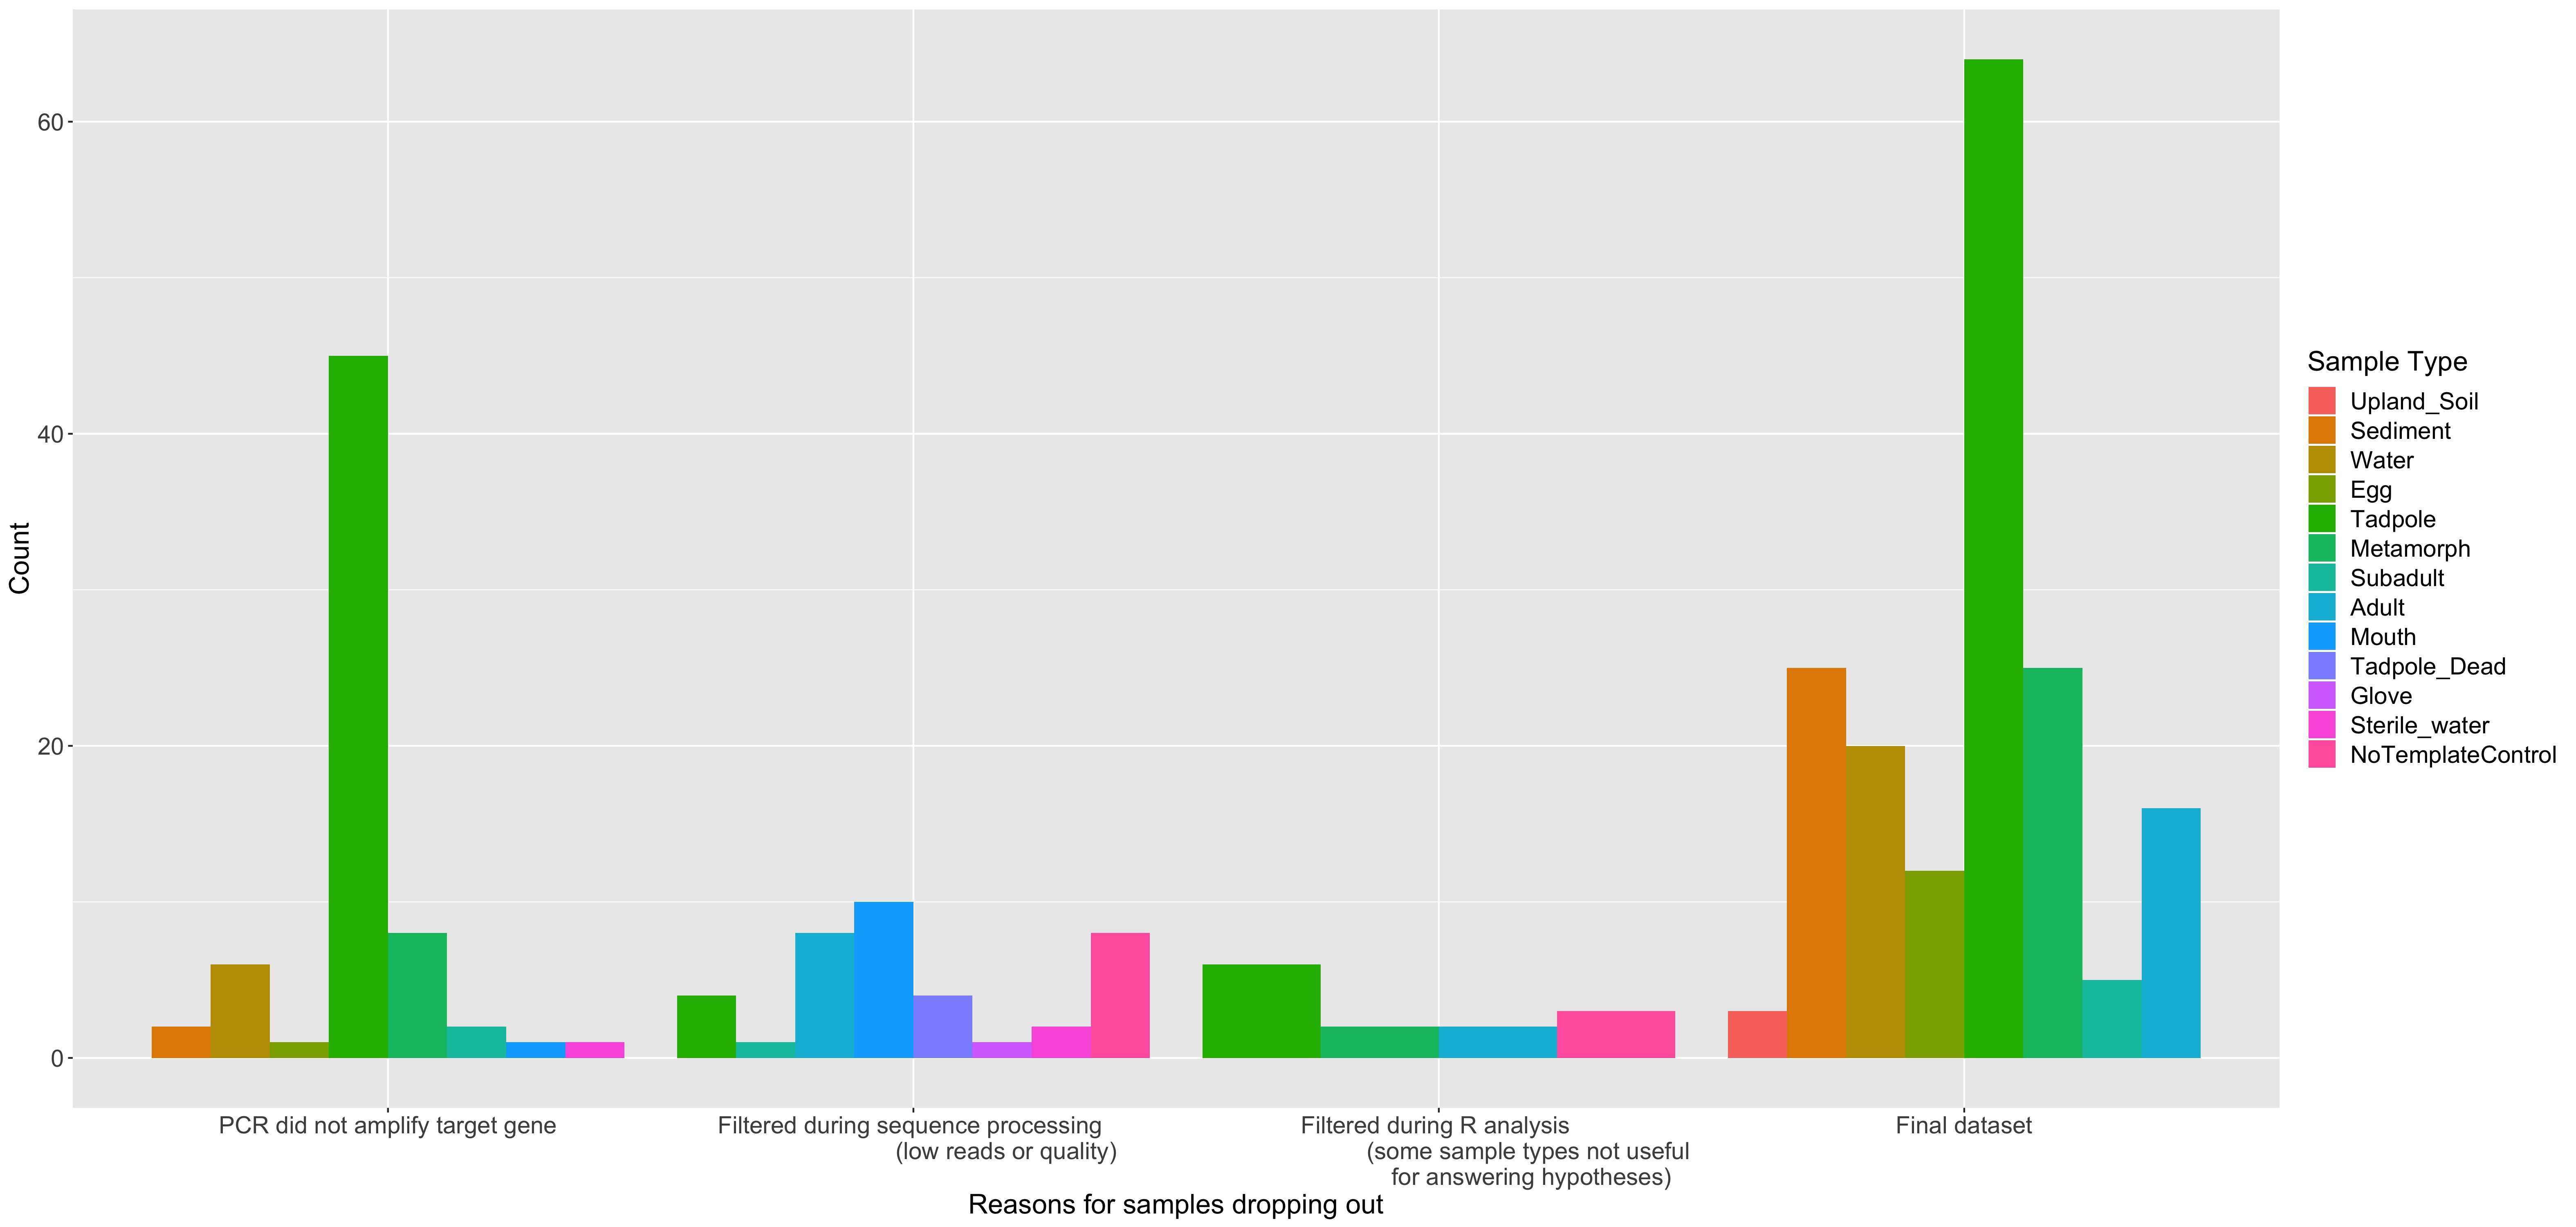 60
40
20
0
Count
PCR did not amplify target gene
Filtered during sequence processing
(low reads or quality)
Filtered during R analysis
(some sample types not useful
for answering hypotheses)
Final dataset
Reasons for samples dropping out
Sample Type
Upland_Soil
Sediment
Water
Egg
Tadpole
Metamorph
Subadult
Adult
Mouth
Tadpole_Dead
Glove
Sterile_water
NoTemplateControl